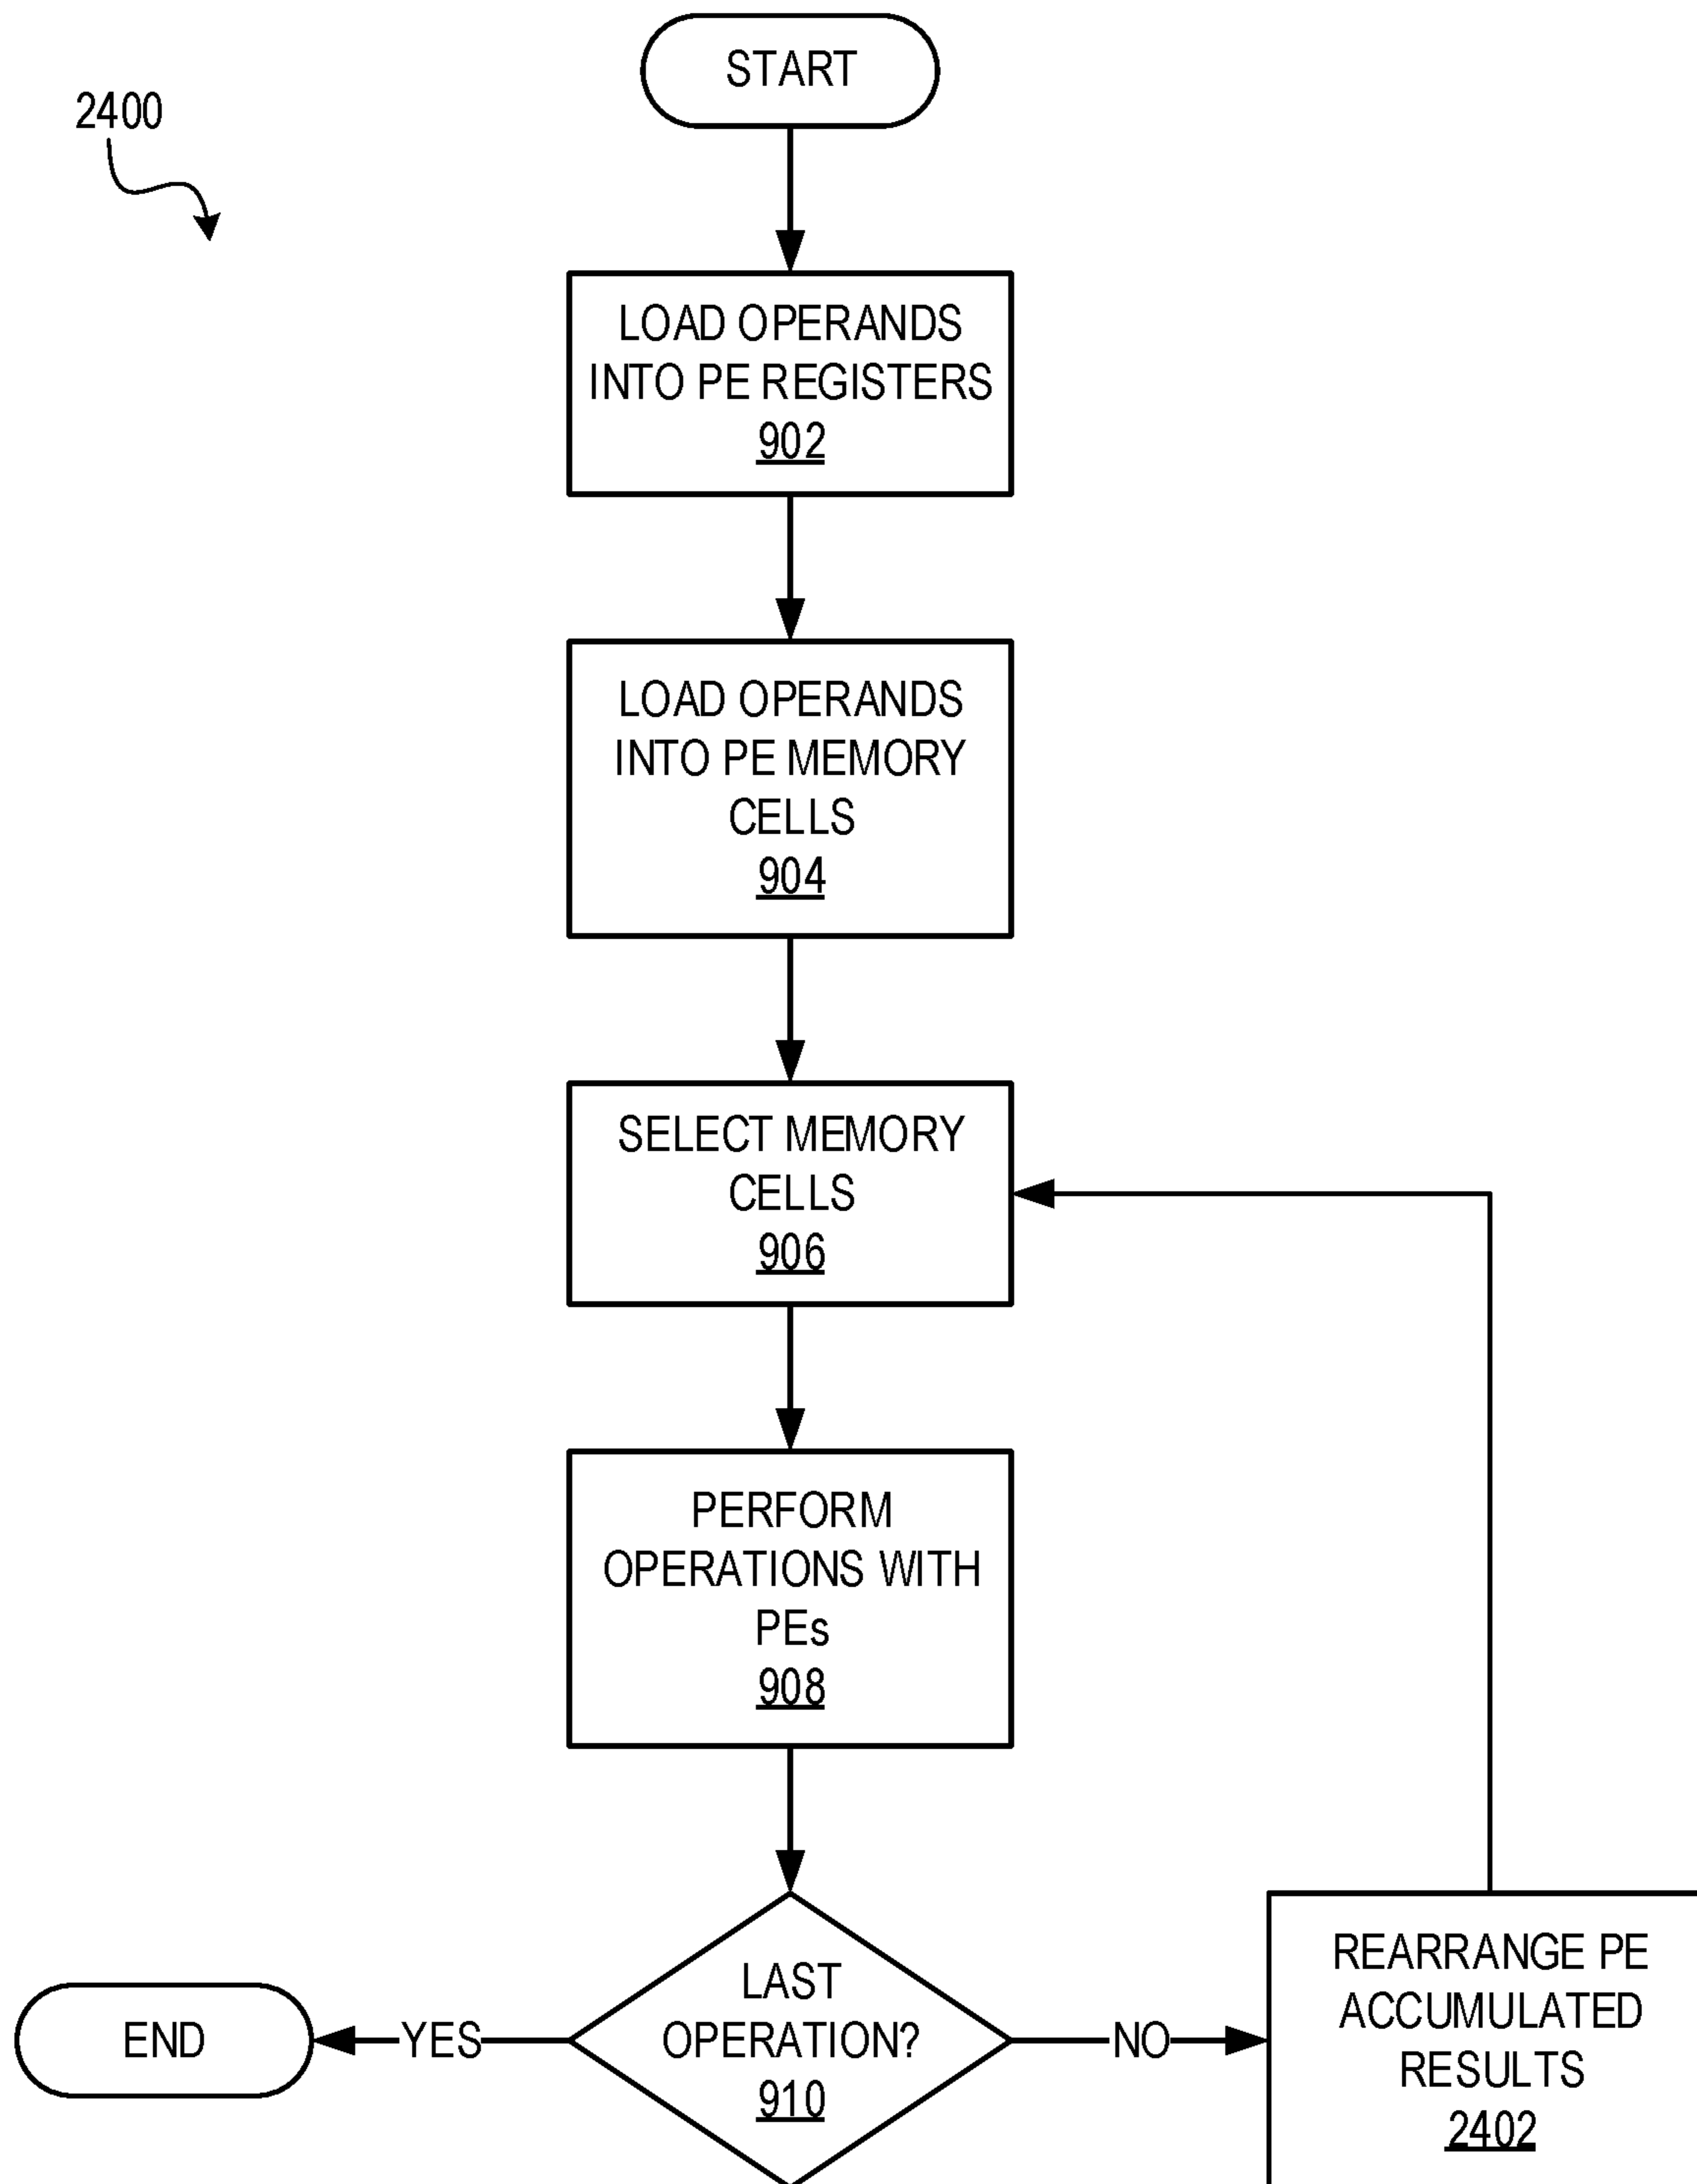 START
2400
LOAD OPERANDS
INTO PE REGISTERS
902
LOAD OPERANDS
INTO PE MEMORY
CELLS
904
SELECT MEMORY
CELLS
906
PERFORM
OPERATIONS WITH
PEs
908
LAST
OPERATION?
910
YES
END
NO
REARRANGE PE
ACCUMULATED
RESULTS
2402